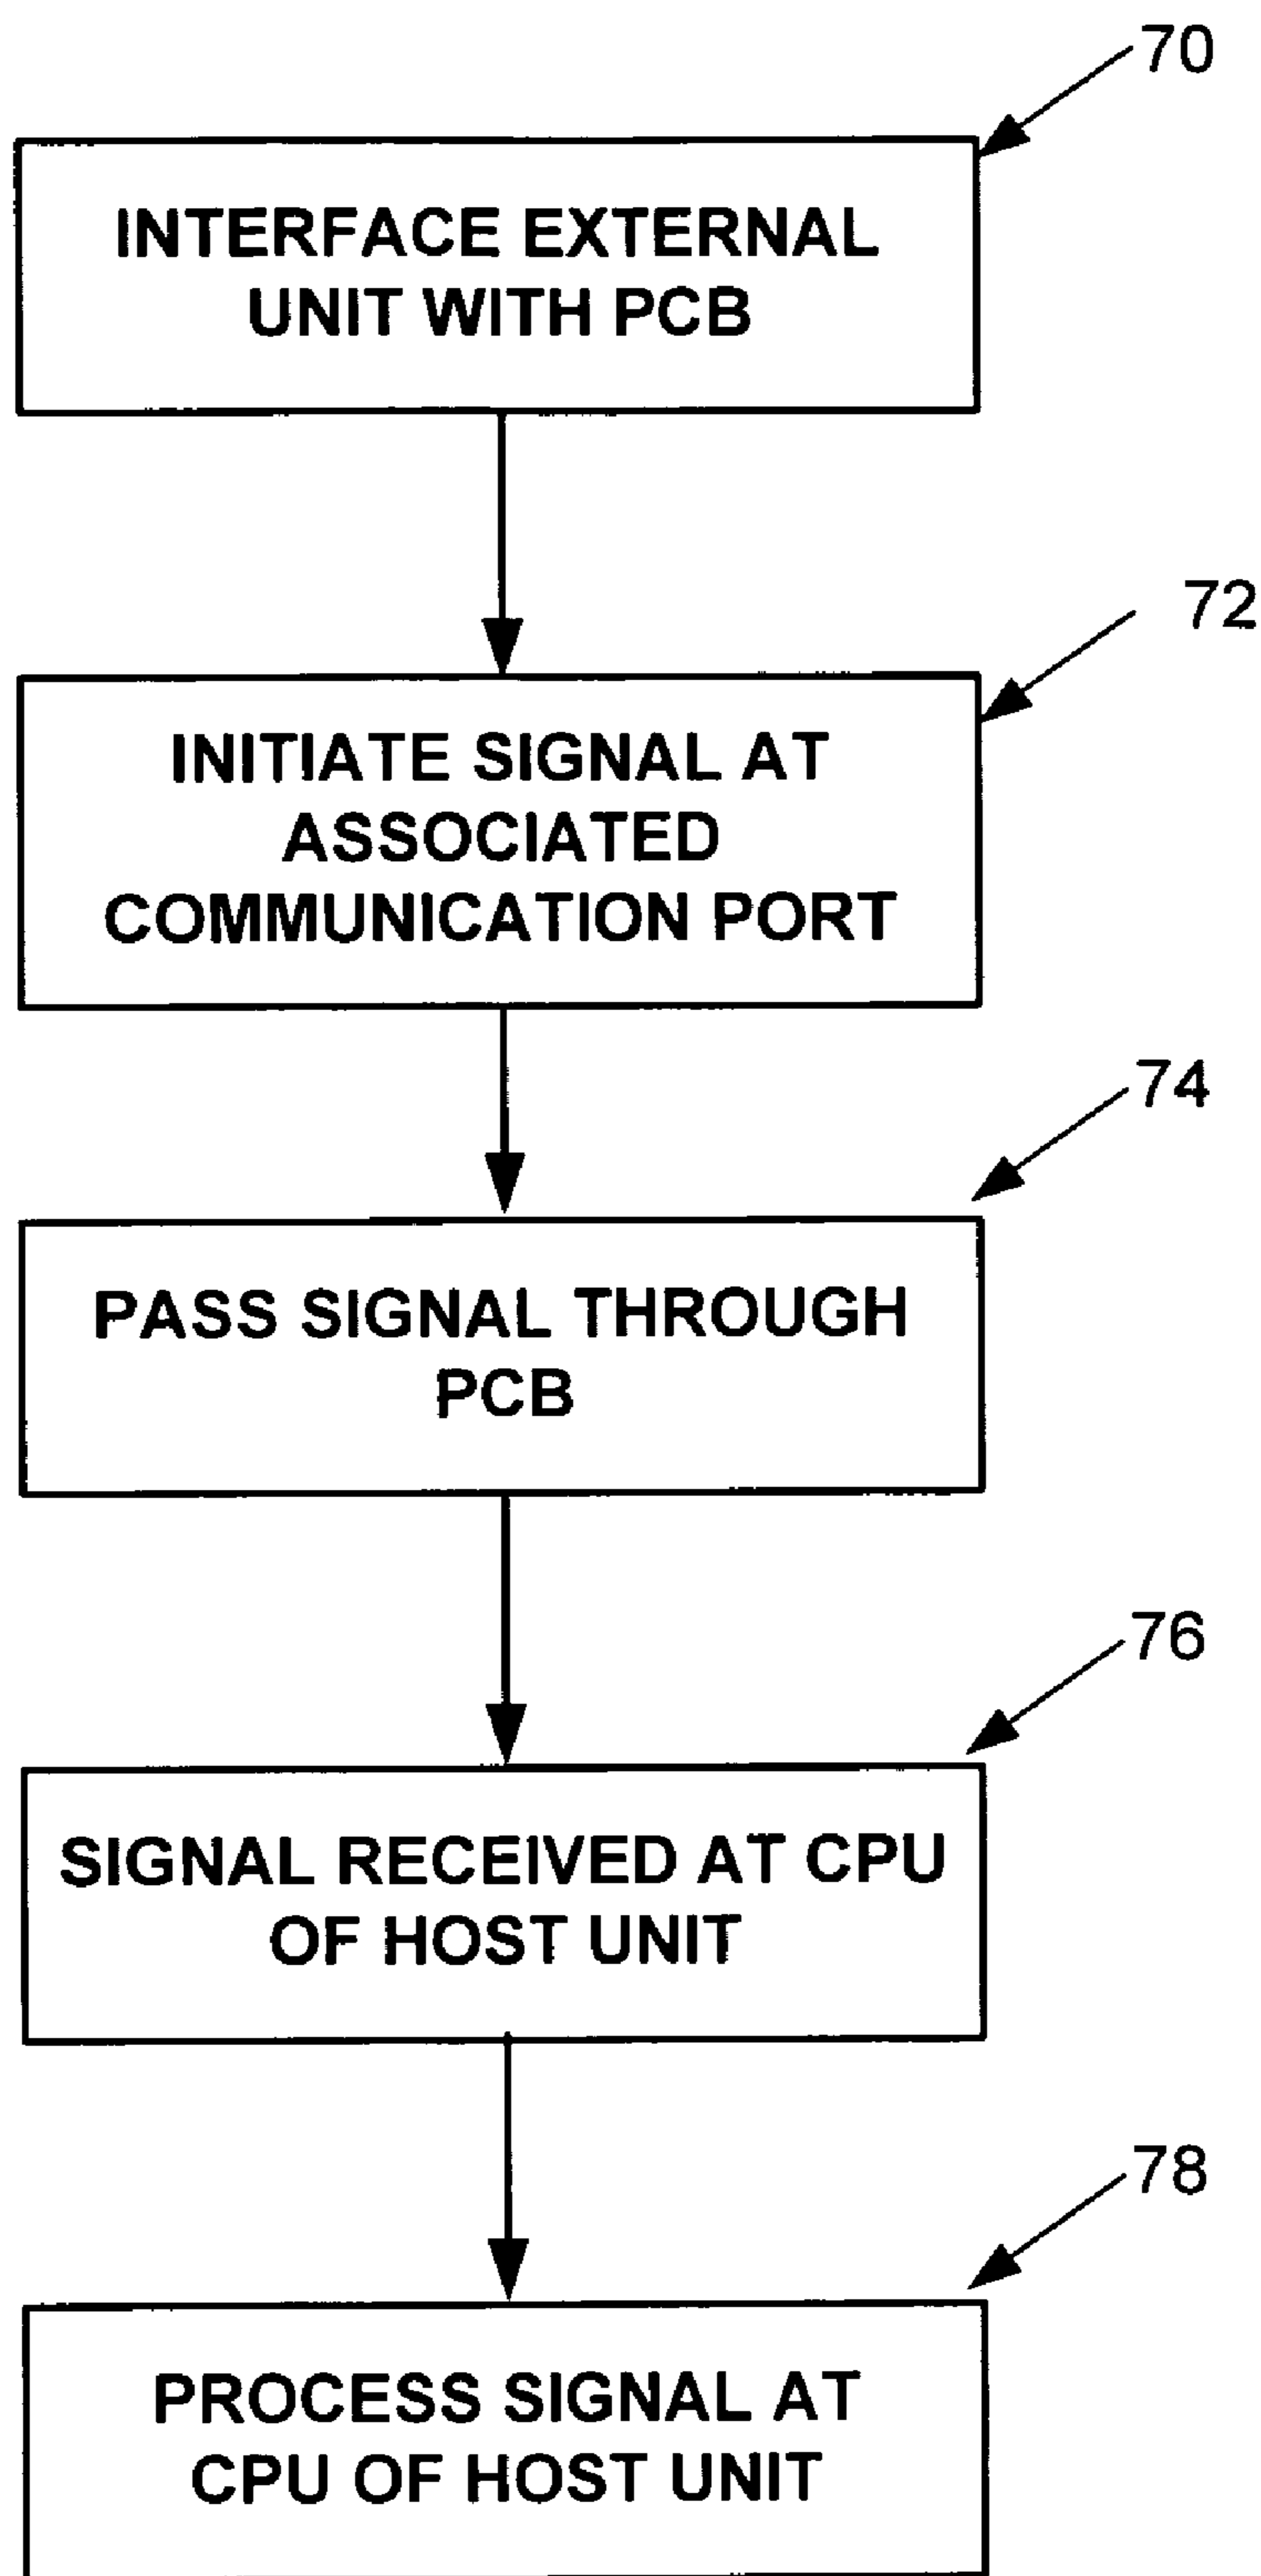 70
INTERFACE EXTERNAL
UNIT WITH PCB
72
INITIATE SIGNAL AT
ASSOCIATED
COMMUNICATION PORT
74
PASS SIGNAL THROUGH
PCB
76
SIGNAL RECEIVED AT CPU
OF HOST UNIT
78
PROCESS SIGNAL AT
CPU OF HOST UNIT